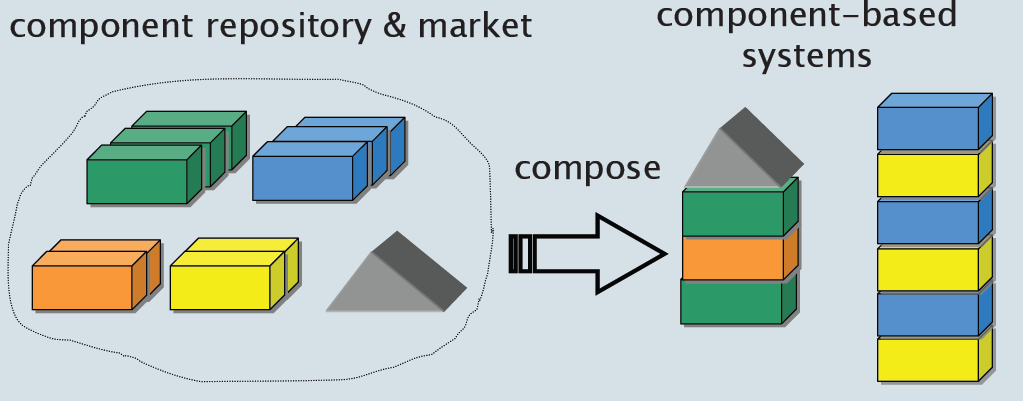 component repository & market
component-based
systems
compose